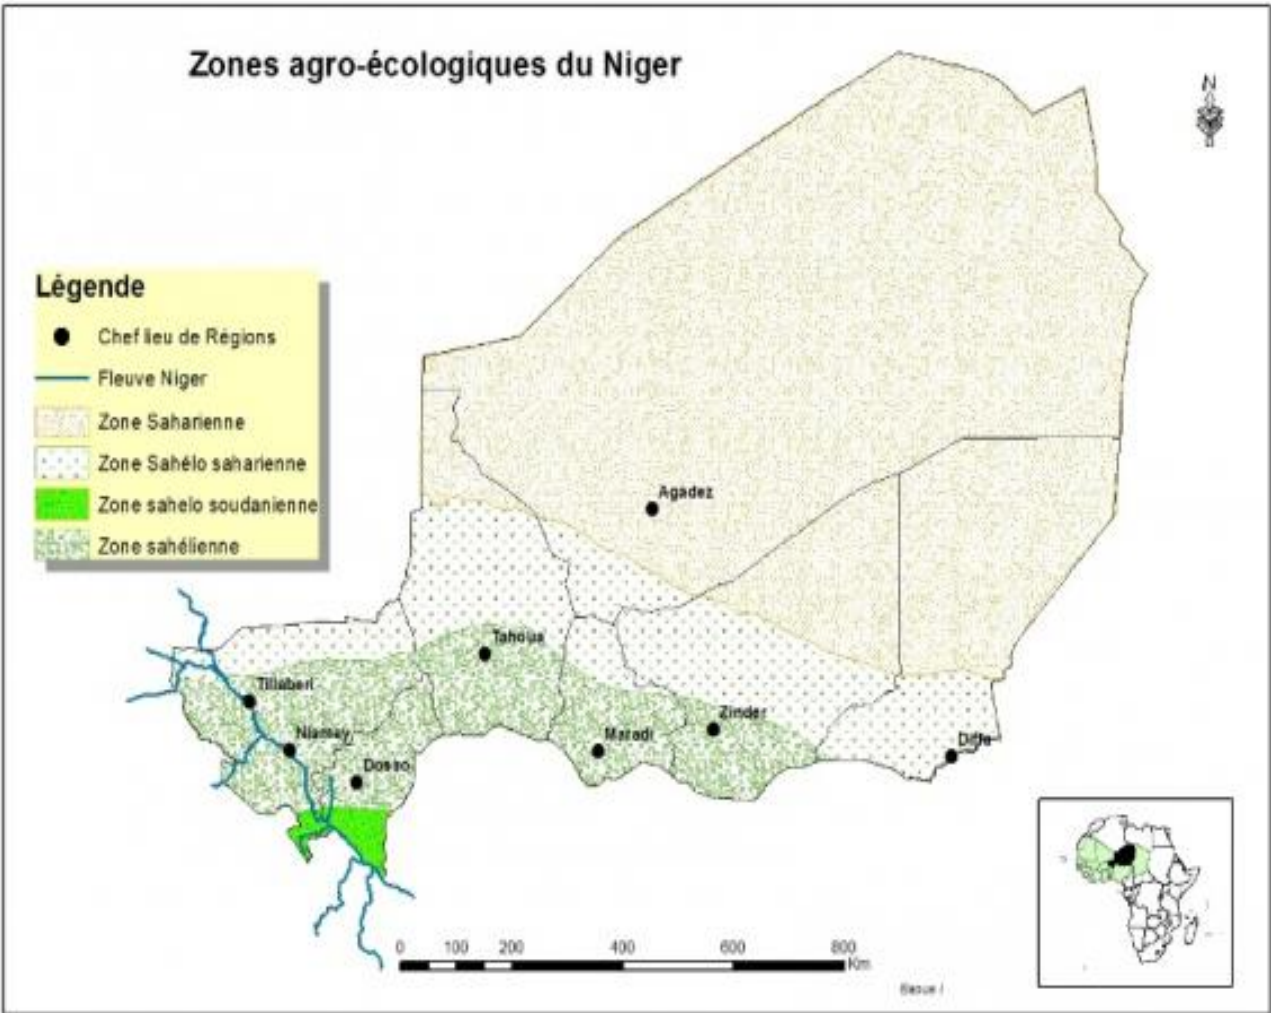 Zones agro-écologiques du Niger
N
Légende
Chef lieu de Régions
Fleuve Niger
Zone Saharienne
Zone Sahélo saharienne
Zone sahelo soudanienne
Zone sahélienne
Agadez
Tahoua
Tillaberi
Zinder
Niamey
Maradi
Diffa
Dosso
0 100 200 400 600 800
Km